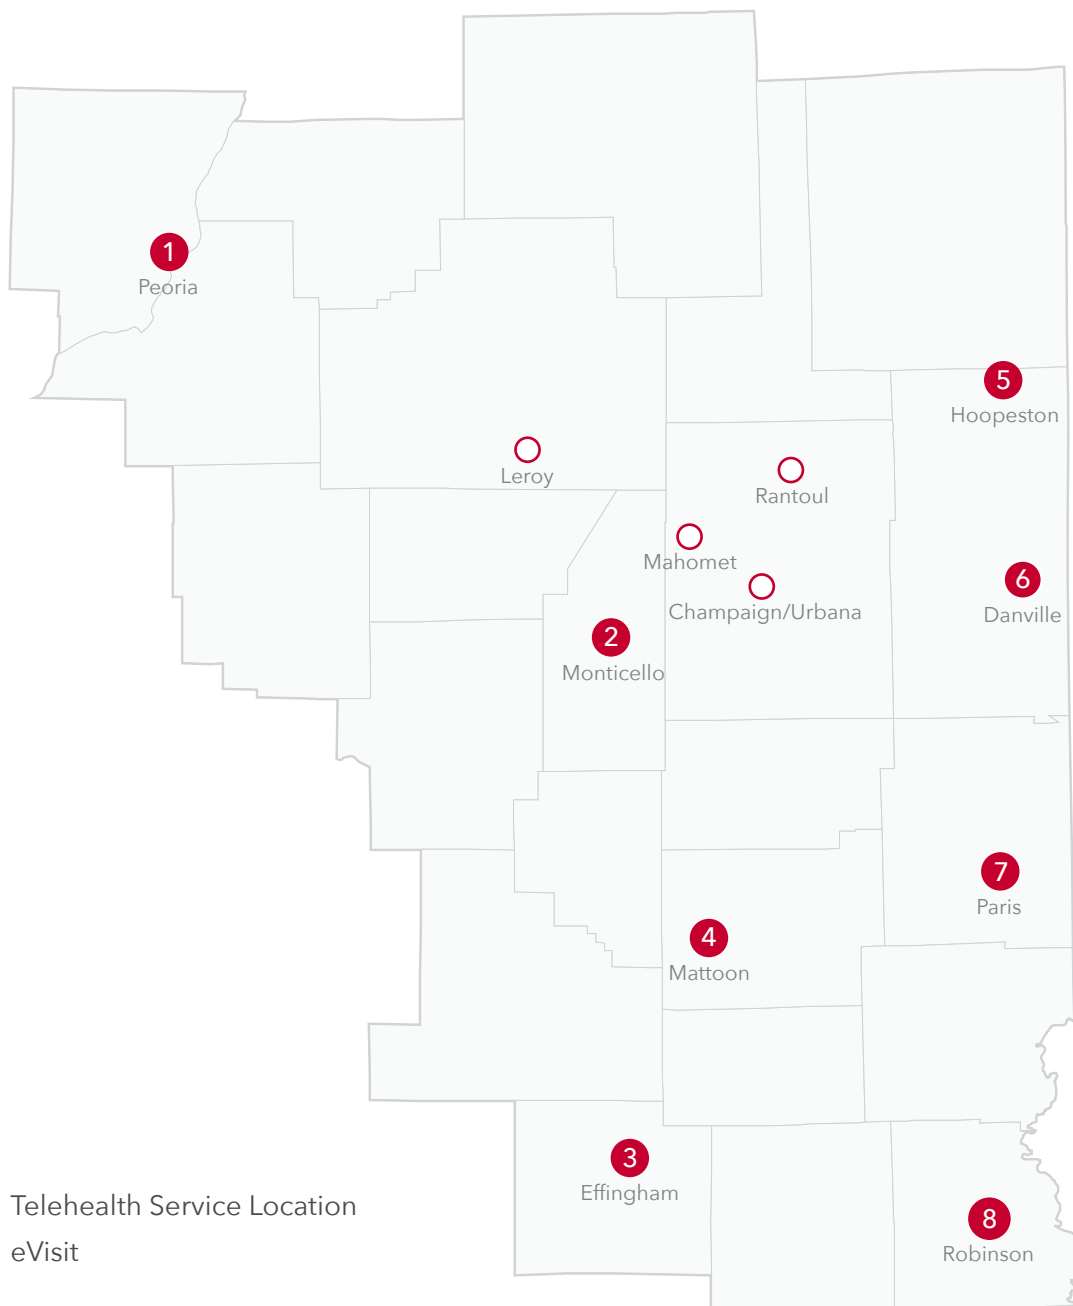 1
Peoria
5
Hoopeston
Leroy
Rantoul
Mahomet
6
Danville
Champaign/Urbana
2
Monticello
7
Paris
4
Mattoon
3
Effingham
Telehealth Service Location
8
eVisit
Robinson